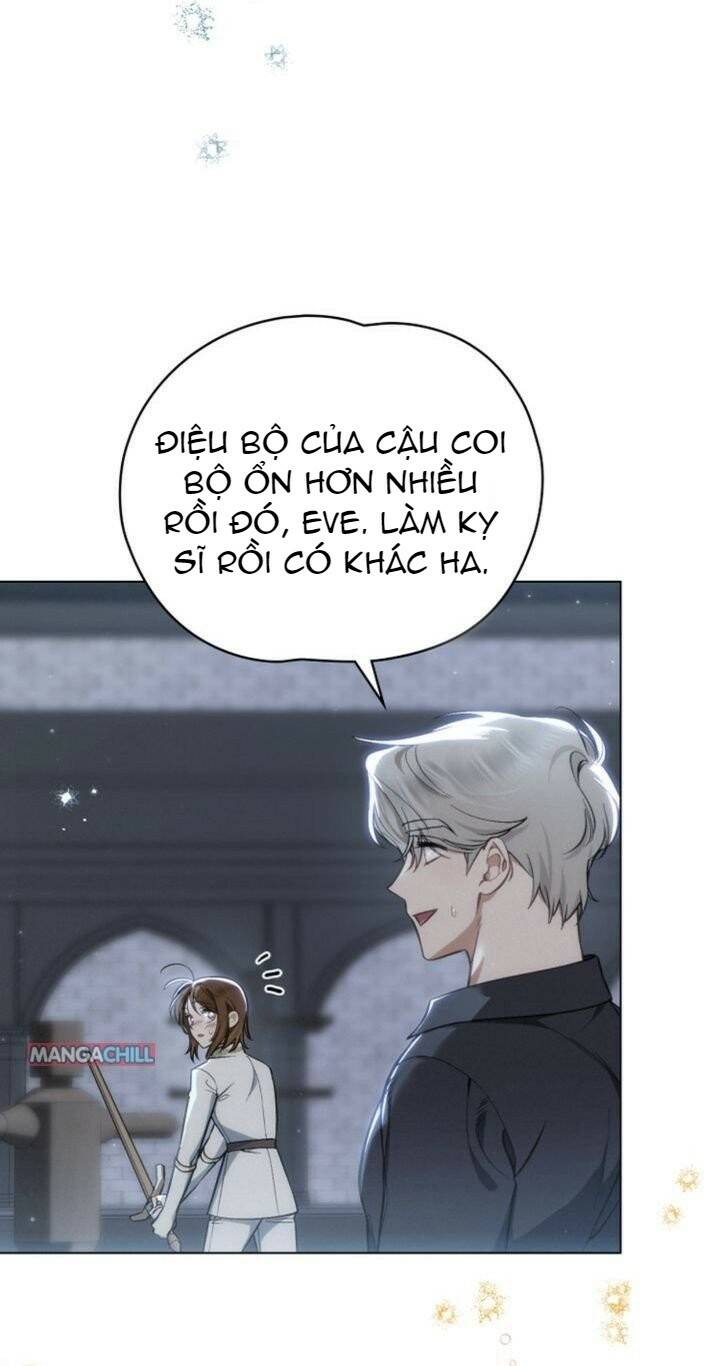 ĐIỆU BỘ CỦA CẬU COI
BỘ ỔN HƠN NHIỀU
RỒI ĐÓ, EVE. LÀM KỴ
SĨ RỒI CÓ KHÁC HA.
MANGACHILL